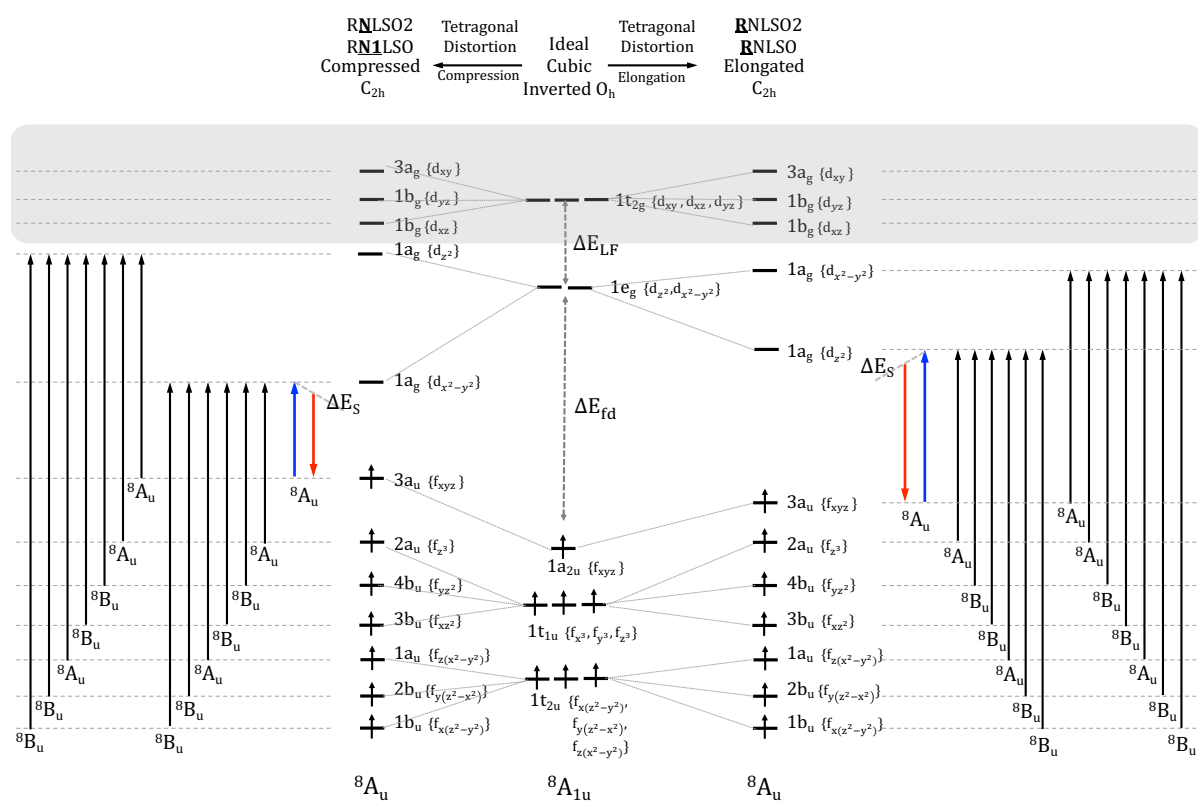 RNLSO2
RN1LSO
Compressed
C2h
Tetragonal
Distortion
Compression
Ideal
Cubic
Inverted Oh
Tetragonal
Distortion
Elongation
RNLSO2
RNLSO
Elongated
C2h
3ag {dxy}
1bg {dyz}
1bg {dxz}
1ag {dz²}
1ag {dx²−y²}
3au {fxyz}
2au {fz³}
4bu {fyz²}
3bu {fxz²}
1au {fz(x²−y²)}
2bu {fy(z²−x²)}
1bu {fx(z²−y²)}
⁸Au
1t2g {dxy, dxz, dyz}
ΔELF
1eg {dz²,dx²−y²}
ΔEfd
1a2u {fxyz}
1t1u {fx³, fy³, fz³}
1t2u {fx(z²−y²),
fy(z²−x²),
fz(x²−y²)}
⁸A1u
3ag {dxy}
1bg {dyz}
1bg {dxz}
1ag {dx²−y²}
1ag {dz²}
3au {fxyz}
2au {fz³}
4bu {fyz²}
3bu {fxz²}
1au {fz(x²−y²)}
2bu {fy(z²−x²)}
1bu {fx(z²−y²)}
⁸Au
ΔES
⁸Au
⁸Au
⁸Au
⁸Bu
⁸Bu
⁸Au
⁸Bu
⁸Bu
⁸Au
⁸Bu
⁸Bu
⁸Au
⁸Bu
⁸Bu
ΔES
⁸Au
⁸Au
⁸Bu
⁸Bu
⁸Au
⁸Bu
⁸Bu
⁸Au
⁸Au
⁸Bu
⁸Bu
⁸Au
⁸Bu
⁸Bu